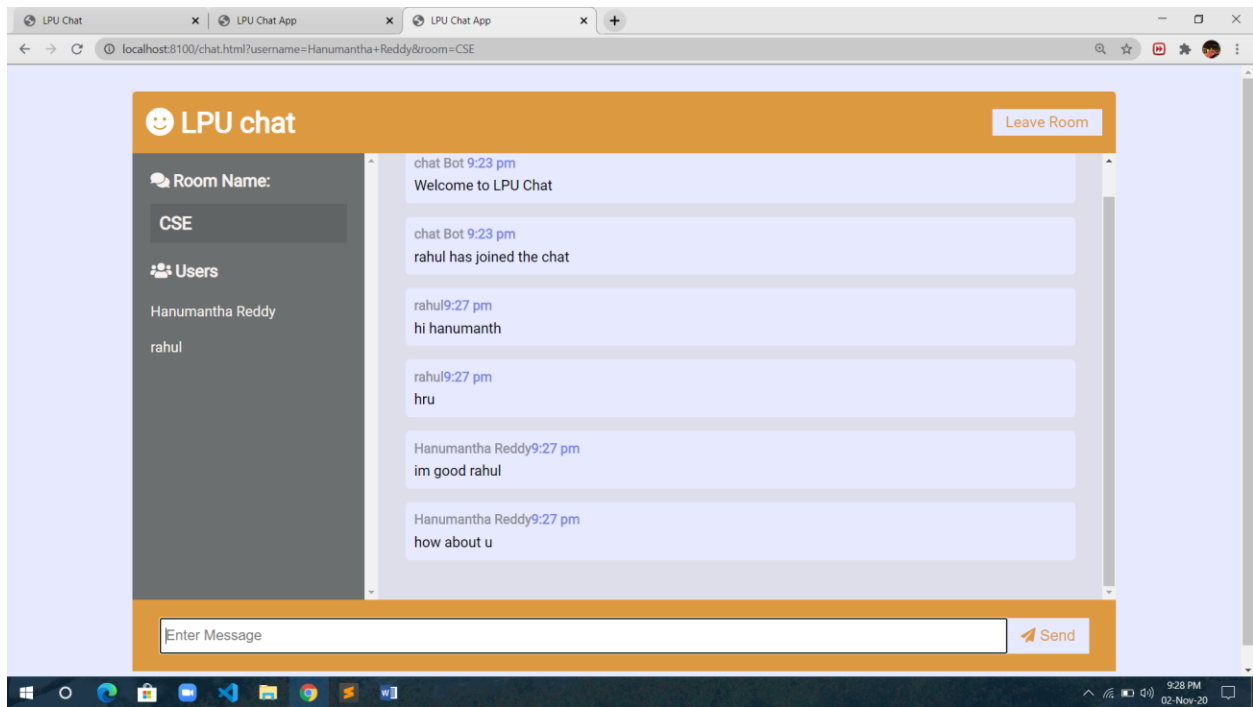 LPU Chat
LPU Chat App
LPU Chat App
localhost:8100/chat.html?username=Hanumantha+Reddy&room=CSE
LPU chat
Leave Room
Room Name:
CSE
Users
Hanumantha Reddy
rahul
chat Bot 9:23 pm
Welcome to LPU Chat
chat Bot 9:23 pm
rahul has joined the chat
rahul9:27 pm
hi hanumanth
rahul9:27 pm
hru
Hanumantha Reddy9:27 pm
im good rahul
Hanumantha Reddy9:27 pm
how about u
Enter Message
Send
9:28 PM
02-Nov-20